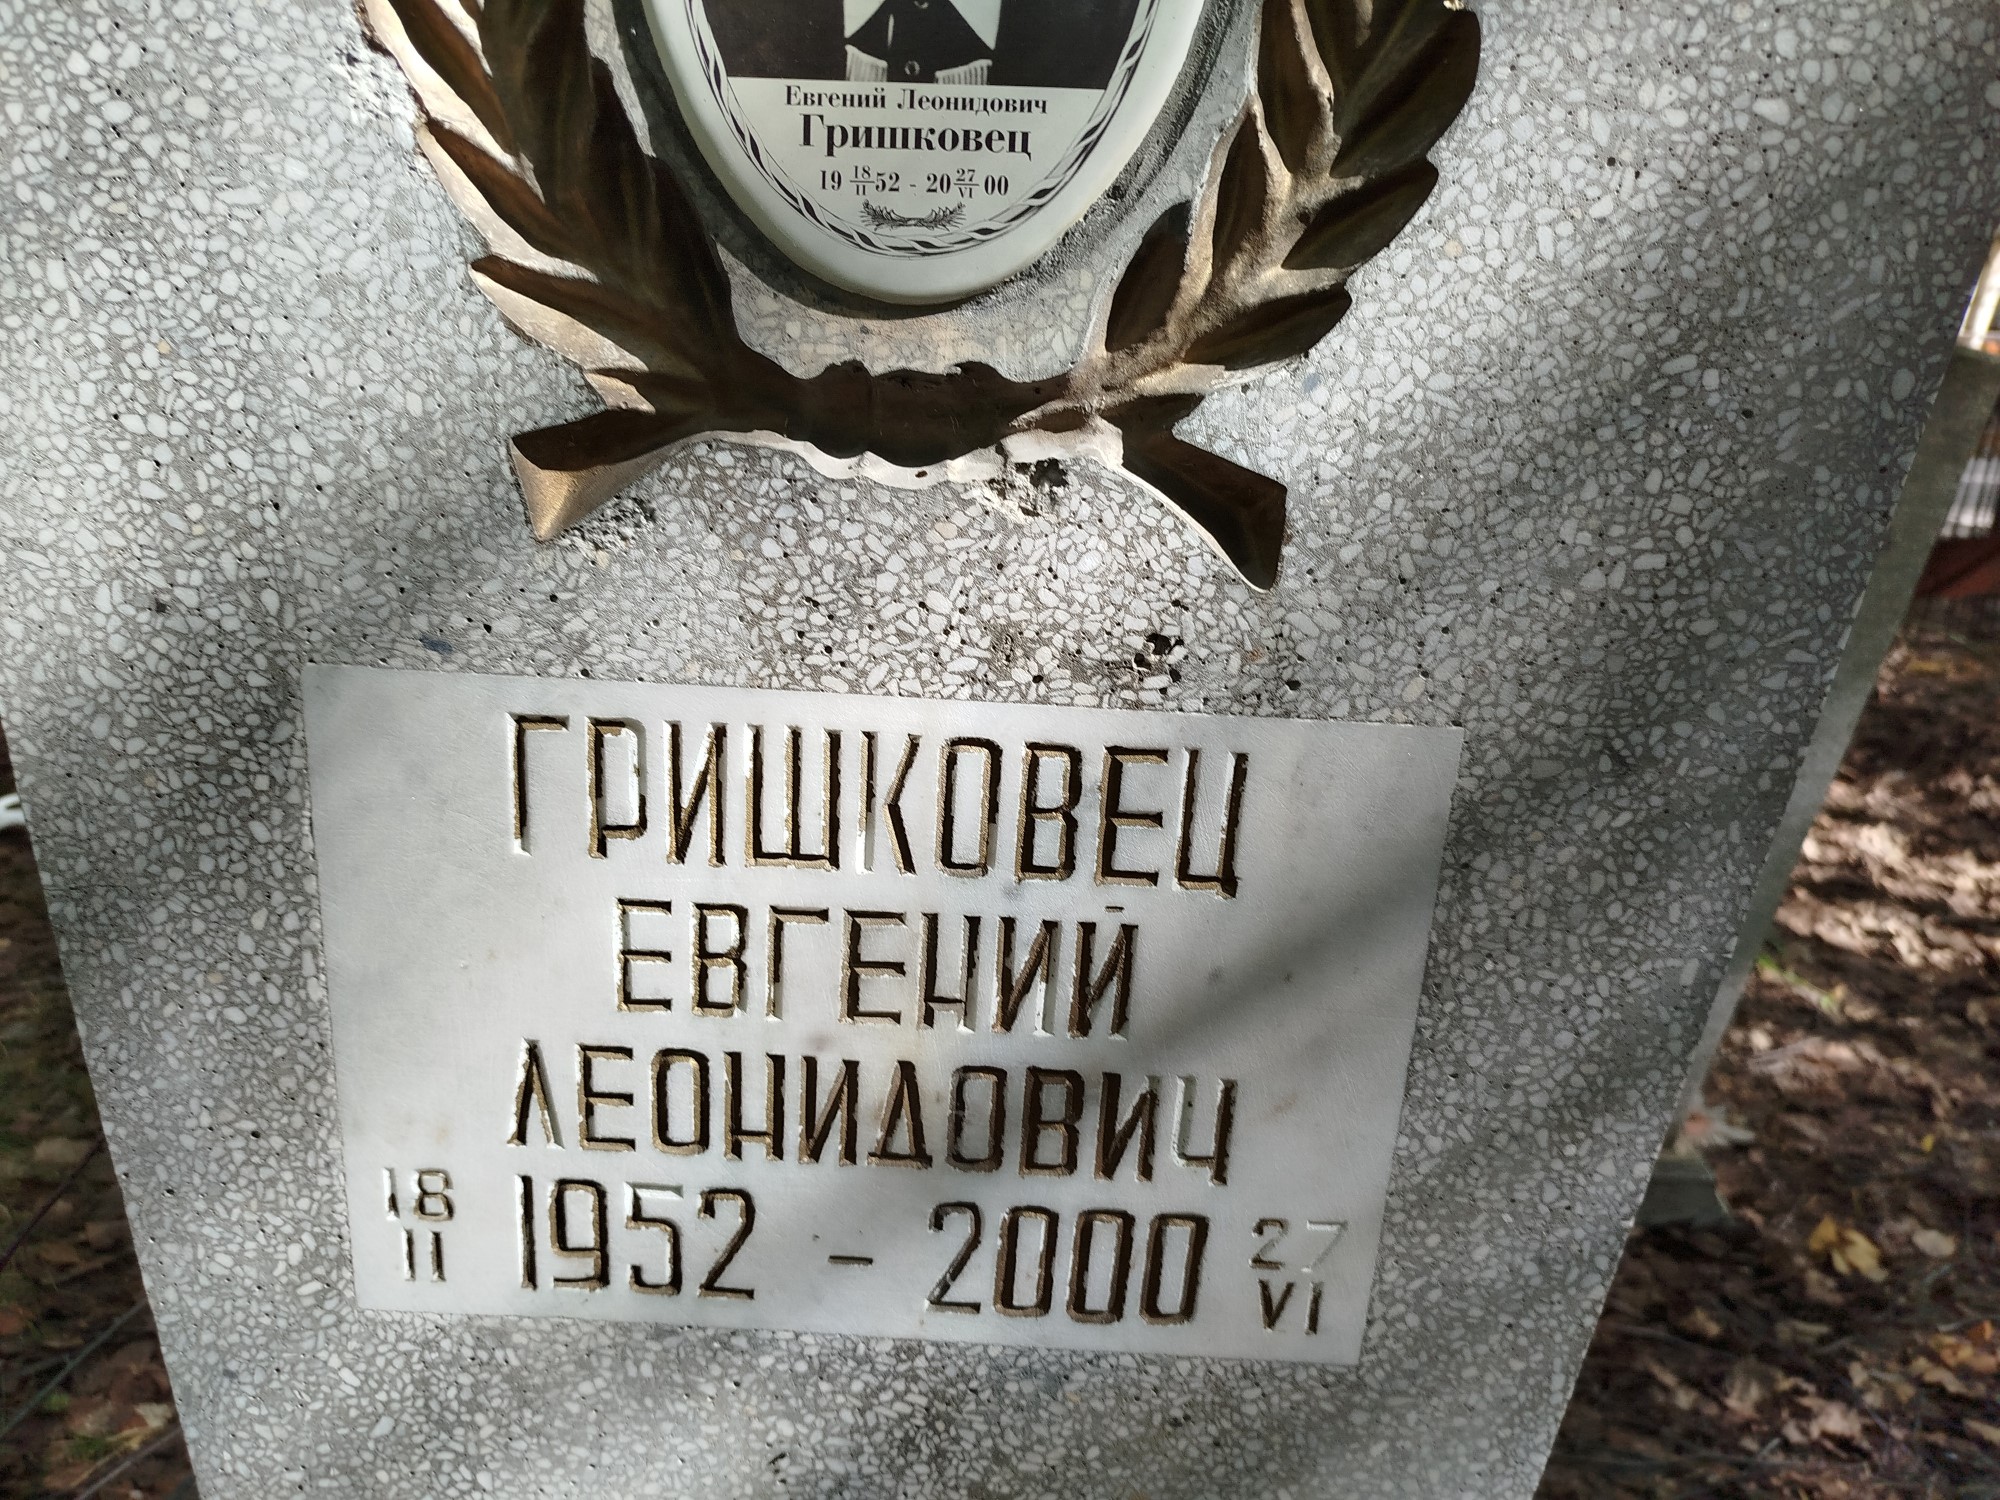 Евгений Леонидович
Гришковец
19 18/II 52 - 20 27/VI 00
ГРИШКОВЕЦ
ЕВГЕНИЙ
ЛЕОНИДОВИЧ
18/II 1952 - 2000 27/VI